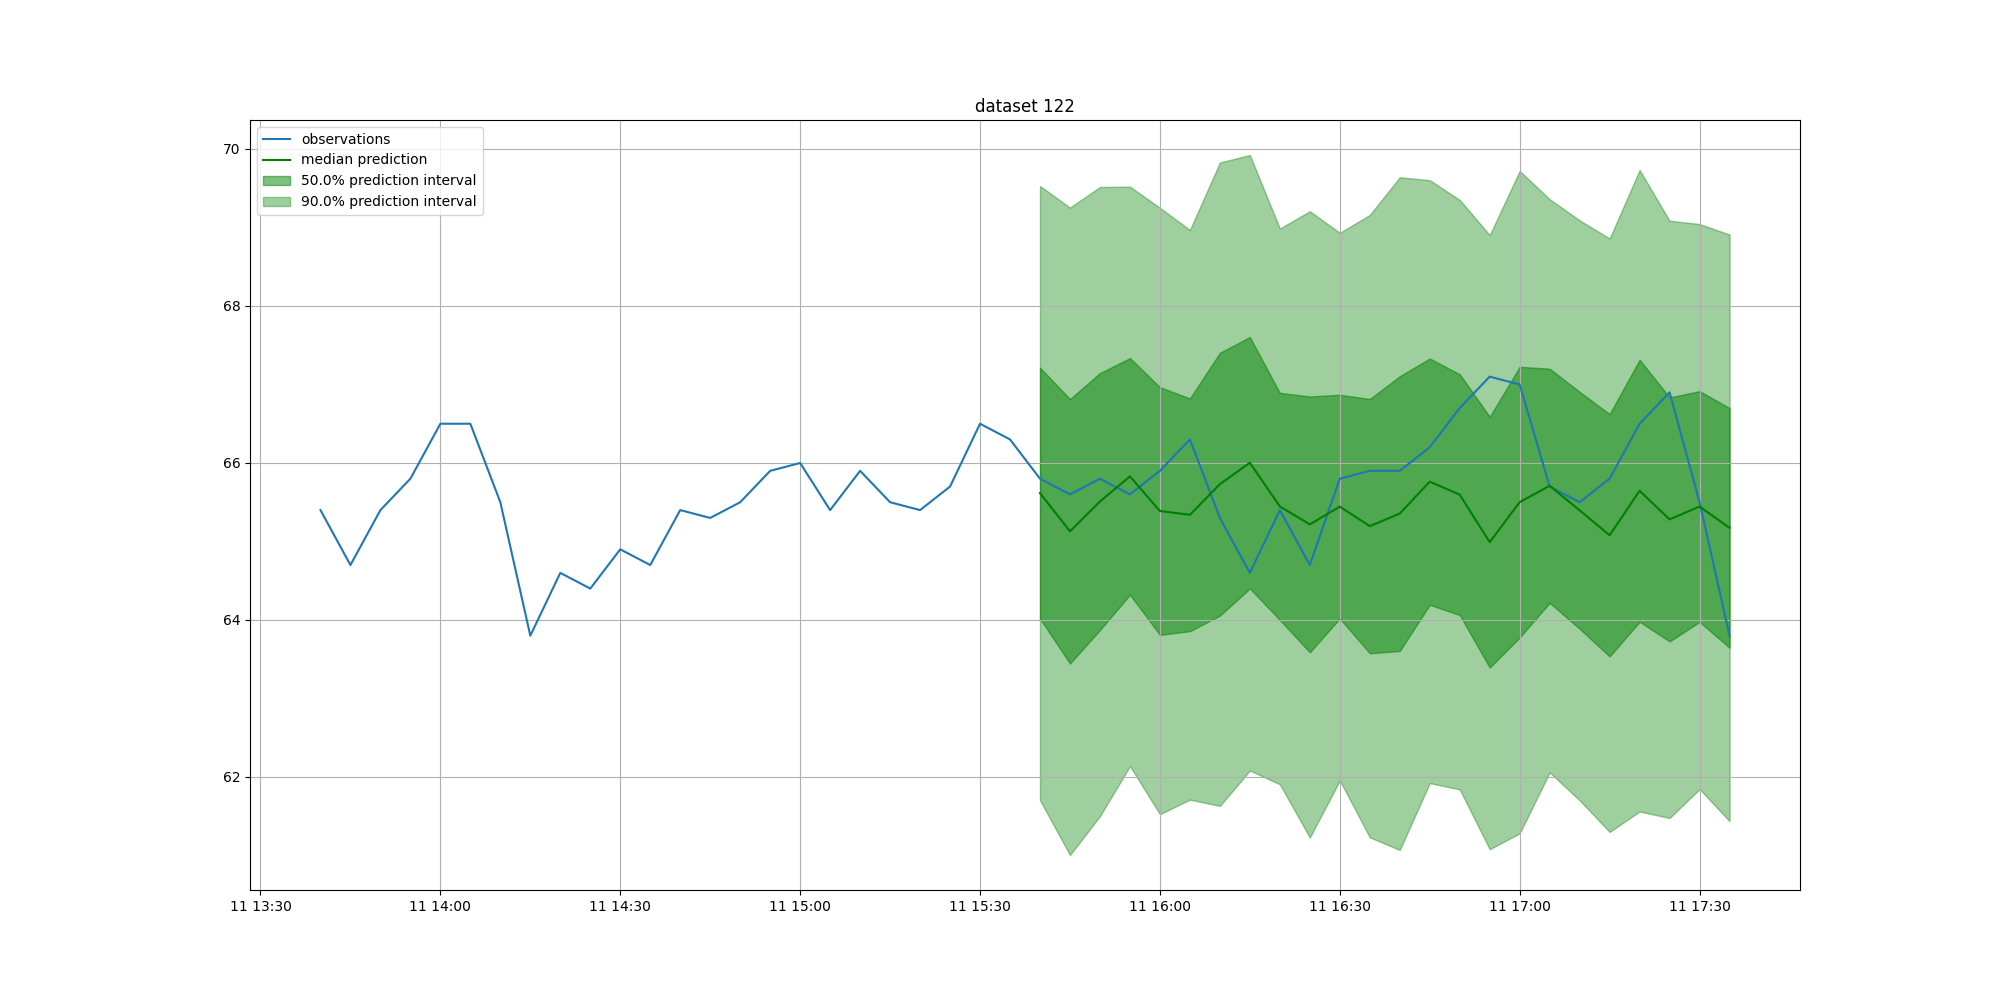 dataset 122
observations
median prediction
50.0% prediction interval
90.0% prediction interval
70
68
66
64
62
11 13:30
11 14:00
11 14:30
11 15:00
11 15:30
11 16:00
11 16:30
11 17:00
11 17:30